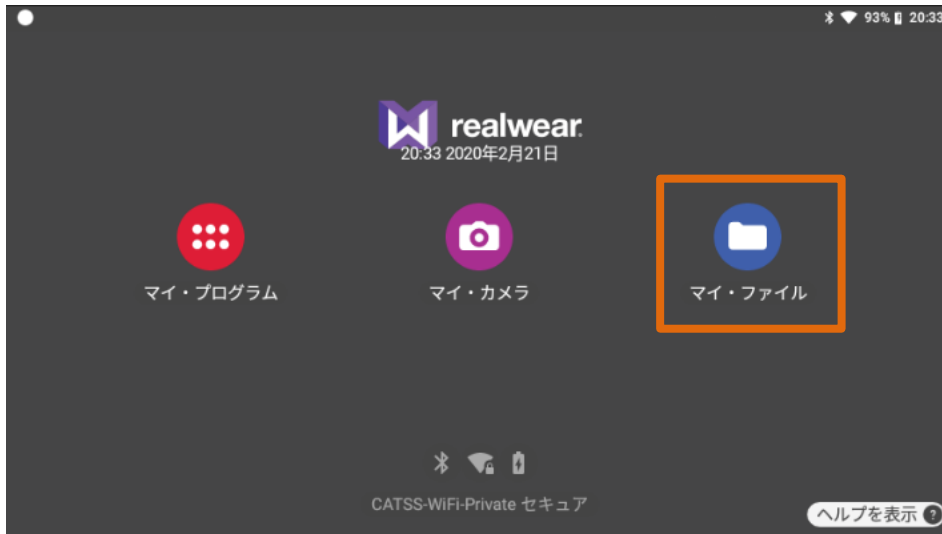 93% 20:33
realwear.
20:33 2020年2月21日
マイ・プログラム
マイ・カメラ
マイ・ファイル
CATSS-WiFi-Private セキュア
ヘルプを表示 ?